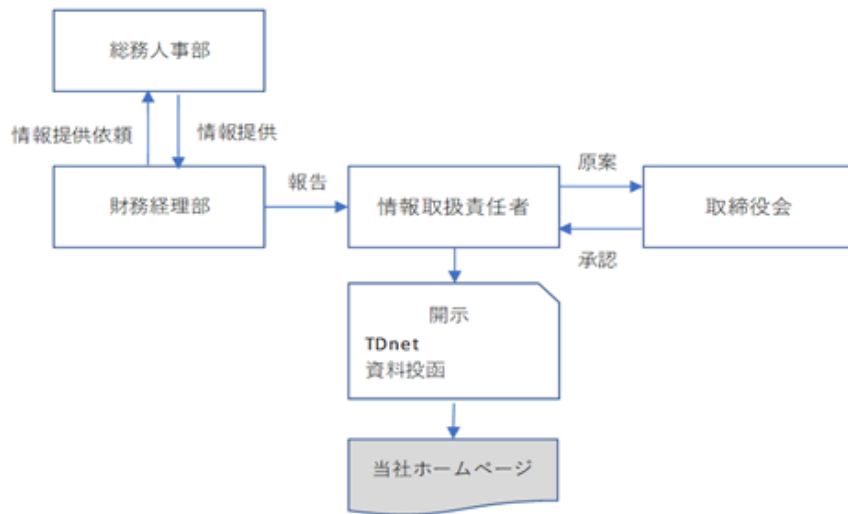 総務人事部
情報提供依頼
情報提供
財務経理部
報告
情報取扱責任者
原案
取締役会
承認
開示
TDnet
資料投函
当社ホームページ